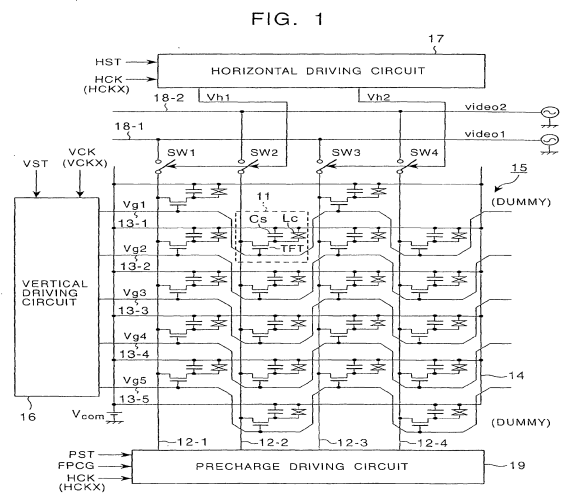 FIG. 1
17
HST
HORIZONTAL DRIVING CIRCUIT
HCK
(HCKX)
Vh1
Vh2
18-2
video2
18-1
video1
VCK
(VCKX)
VST
SW1
SW2
SW3
SW4
15
(DUMMY)
11
Vg1
13-1
Cs
Lc
TFT
Vg2
13-2
VERTICAL
DRIVING
CIRCUIT
Vg3
13-3
Vg4
13-4
14
Vg5
13-5
16
Vcom
(DUMMY)
12-1
12-2
12-3
12-4
PST
FPCG
PRECHARGE DRIVING CIRCUIT
19
HCK
(HCKX)